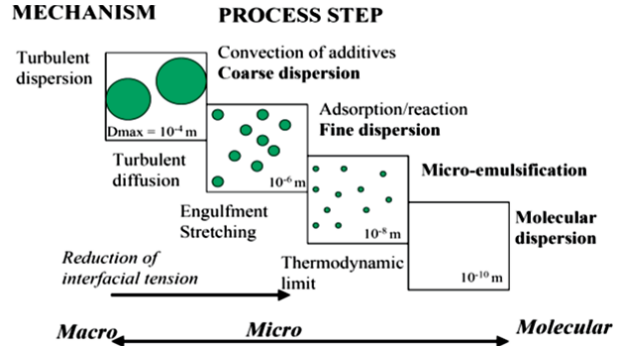 MECHANISM
PROCESS STEP
Turbulent
dispersion
Convection of additives
Coarse dispersion
Dmax = 10⁻⁴ m
Adsorption/reaction
Fine dispersion
Turbulent
diffusion
10⁻⁶ m
Micro-emulsification
Engulfment
Stretching
10⁻⁸ m
Molecular
dispersion
Reduction of
interfacial tension
Thermodynamic
limit
10⁻¹⁰ m
Macro
Micro
Molecular